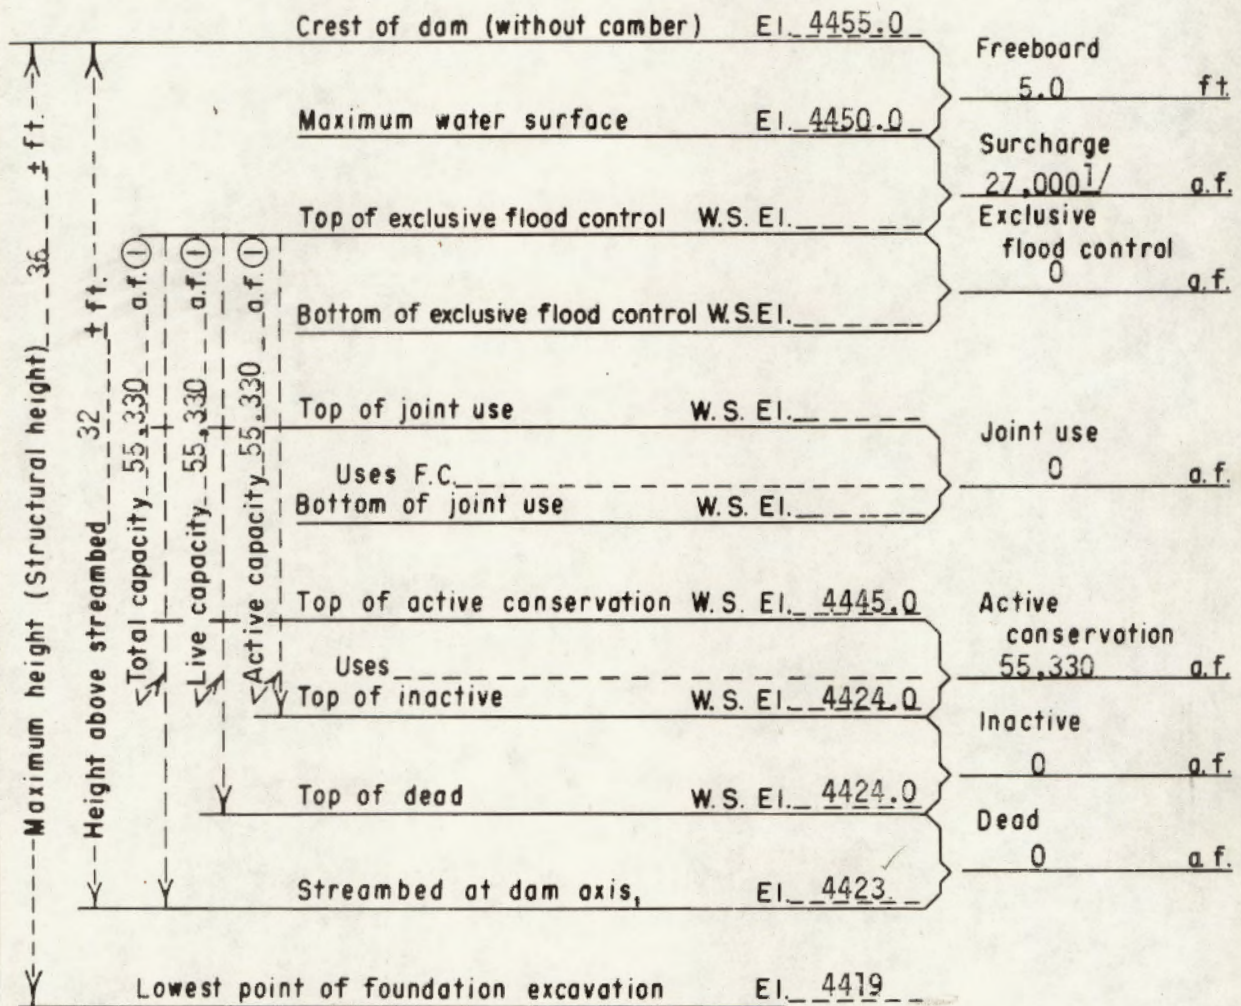 Crest of dam (without camber) El. 4455.0
Freeboard
5.0 ft.
Maximum water surface El. 4450.0
Surcharge
27,000 1/ a.f.
Top of exclusive flood control W.S. El.
Exclusive
flood control
0 a.f.
Bottom of exclusive flood control W.S. El.
Top of joint use W.S. El.
Joint use
0 a.f.
Uses F.C.
Bottom of joint use W.S. El.
Top of active conservation W.S. El. 4445.0
Active
conservation
55,330 a.f.
Uses
Top of inactive W.S. El. 4424.0
Inactive
0 a.f.
Top of dead W.S. El. 4424.0
Dead
0 a.f.
Streambed at dam axis, El. 4423.
Lowest point of foundation excavation El. 4419
Maximum height (Structural height) 36 ± ft.
Height above streambed 32 ± ft.
Total capacity 55,330 a.f. ①
Live capacity 55,330 a.f. ①
Active capacity 55,330 a.f. ①